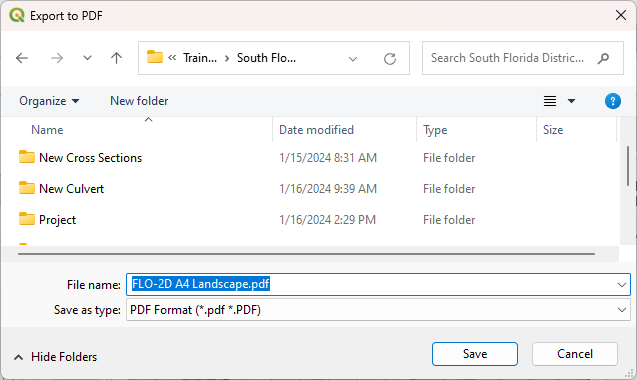 Export to PDF
« Train... > South Flo...
Search South Florida Distric...
Organize
New folder
?
Name Date modified Type Size
New Cross Sections 1/15/2024 8:31 AM File folder
New Culvert 1/16/2024 9:39 AM File folder
Project 1/16/2024 2:29 PM File folder
File name: FLO-2D A4 Landscape.pdf
Save as type: PDF Format (*.pdf *.PDF)
Hide Folders
Save
Cancel